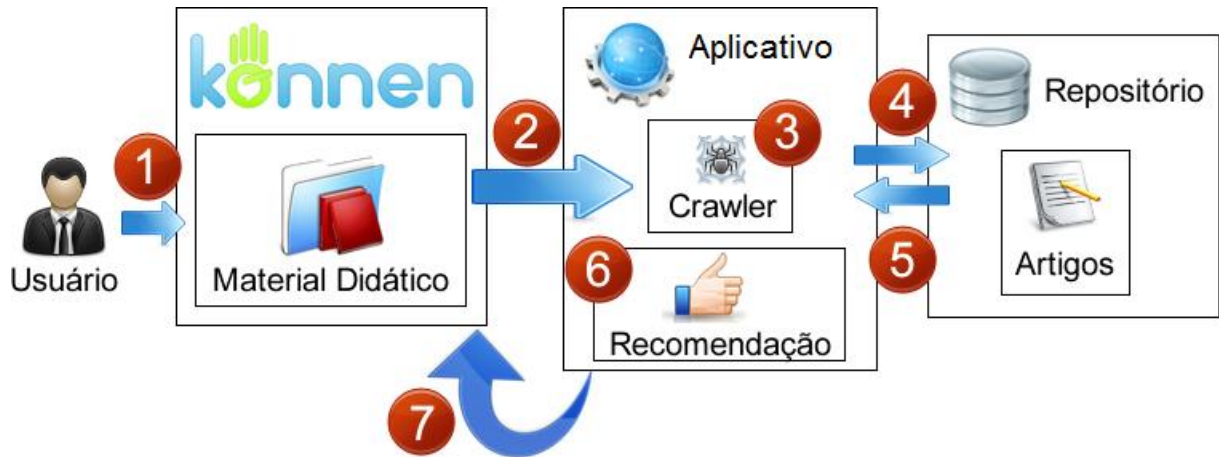 können
Aplicativo
Repositório
1
2
3
4
Crawler
Usuário
Material Didático
5
Artigos
6
Recomendação
7